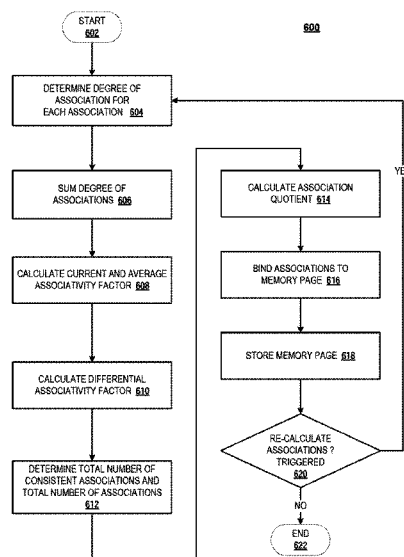 START
602
600
DETERMINE DEGREE OF
ASSOCIATION FOR
EACH ASSOCIATION 604
SUM DEGREE OF
ASSOCIATIONS 606
CALCULATE CURRENT AND AVERAGE
ASSOCIATIVITY FACTOR 608
CALCULATE DIFFERENTIAL
ASSOCIATIVITY FACTOR 610
DETERMINE TOTAL NUMBER OF
CONSISTENT ASSOCIATIONS AND
TOTAL NUMBER OF ASSOCIATIONS
612
CALCULATE ASSOCIATION
QUOTIENT 614
BIND ASSOCIATIONS TO
MEMORY PAGE 616
STORE MEMORY PAGE 618
RE-CALCULATE
ASSOCIATIONS ?
TRIGGERED
620
YE
NO
END
622